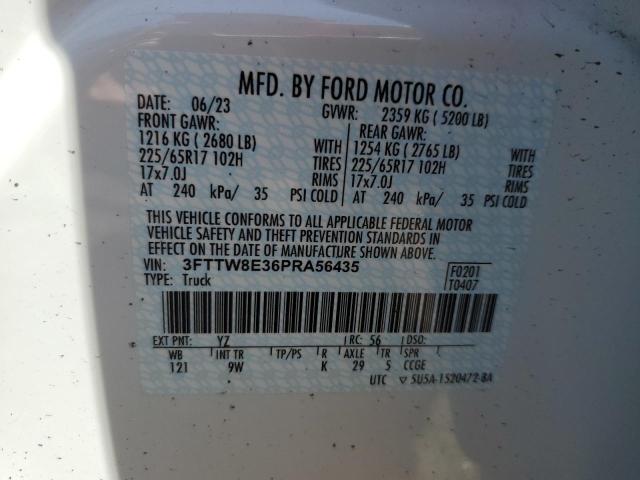 MFD. BY FORD MOTOR CO.
DATE: 06/23 GVWR: 2359 KG ( 5200 LB)
FRONT GAWR: REAR GAWR:
1216 KG ( 2680 LB) WITH 1254 KG ( 2765 LB) WITH
225/65R17 102H TIRES 225/65R17 102H TIRES
17x7.0J RIMS 17x7.0J RIMS
AT 240 kPa/ 35 PSI COLD AT 240 kPa/ 35 PSI COLD
THIS VEHICLE CONFORMS TO ALL APPLICABLE FEDERAL MOTOR
VEHICLE SAFETY AND THEFT PREVENTION STANDARDS IN
EFFECT ON THE DATE OF MANUFACTURE SHOWN ABOVE.
VIN: 3FTTW8E36PRA56435 F0201
TYPE: Truck T0407
EXT PNT: YZ RC: 56 DSO:
WB INT TR TP/PS R AXLE TR SPR
121 9W K 29 5 CCGE
UTC ▽ 5U5A-1520472-BA